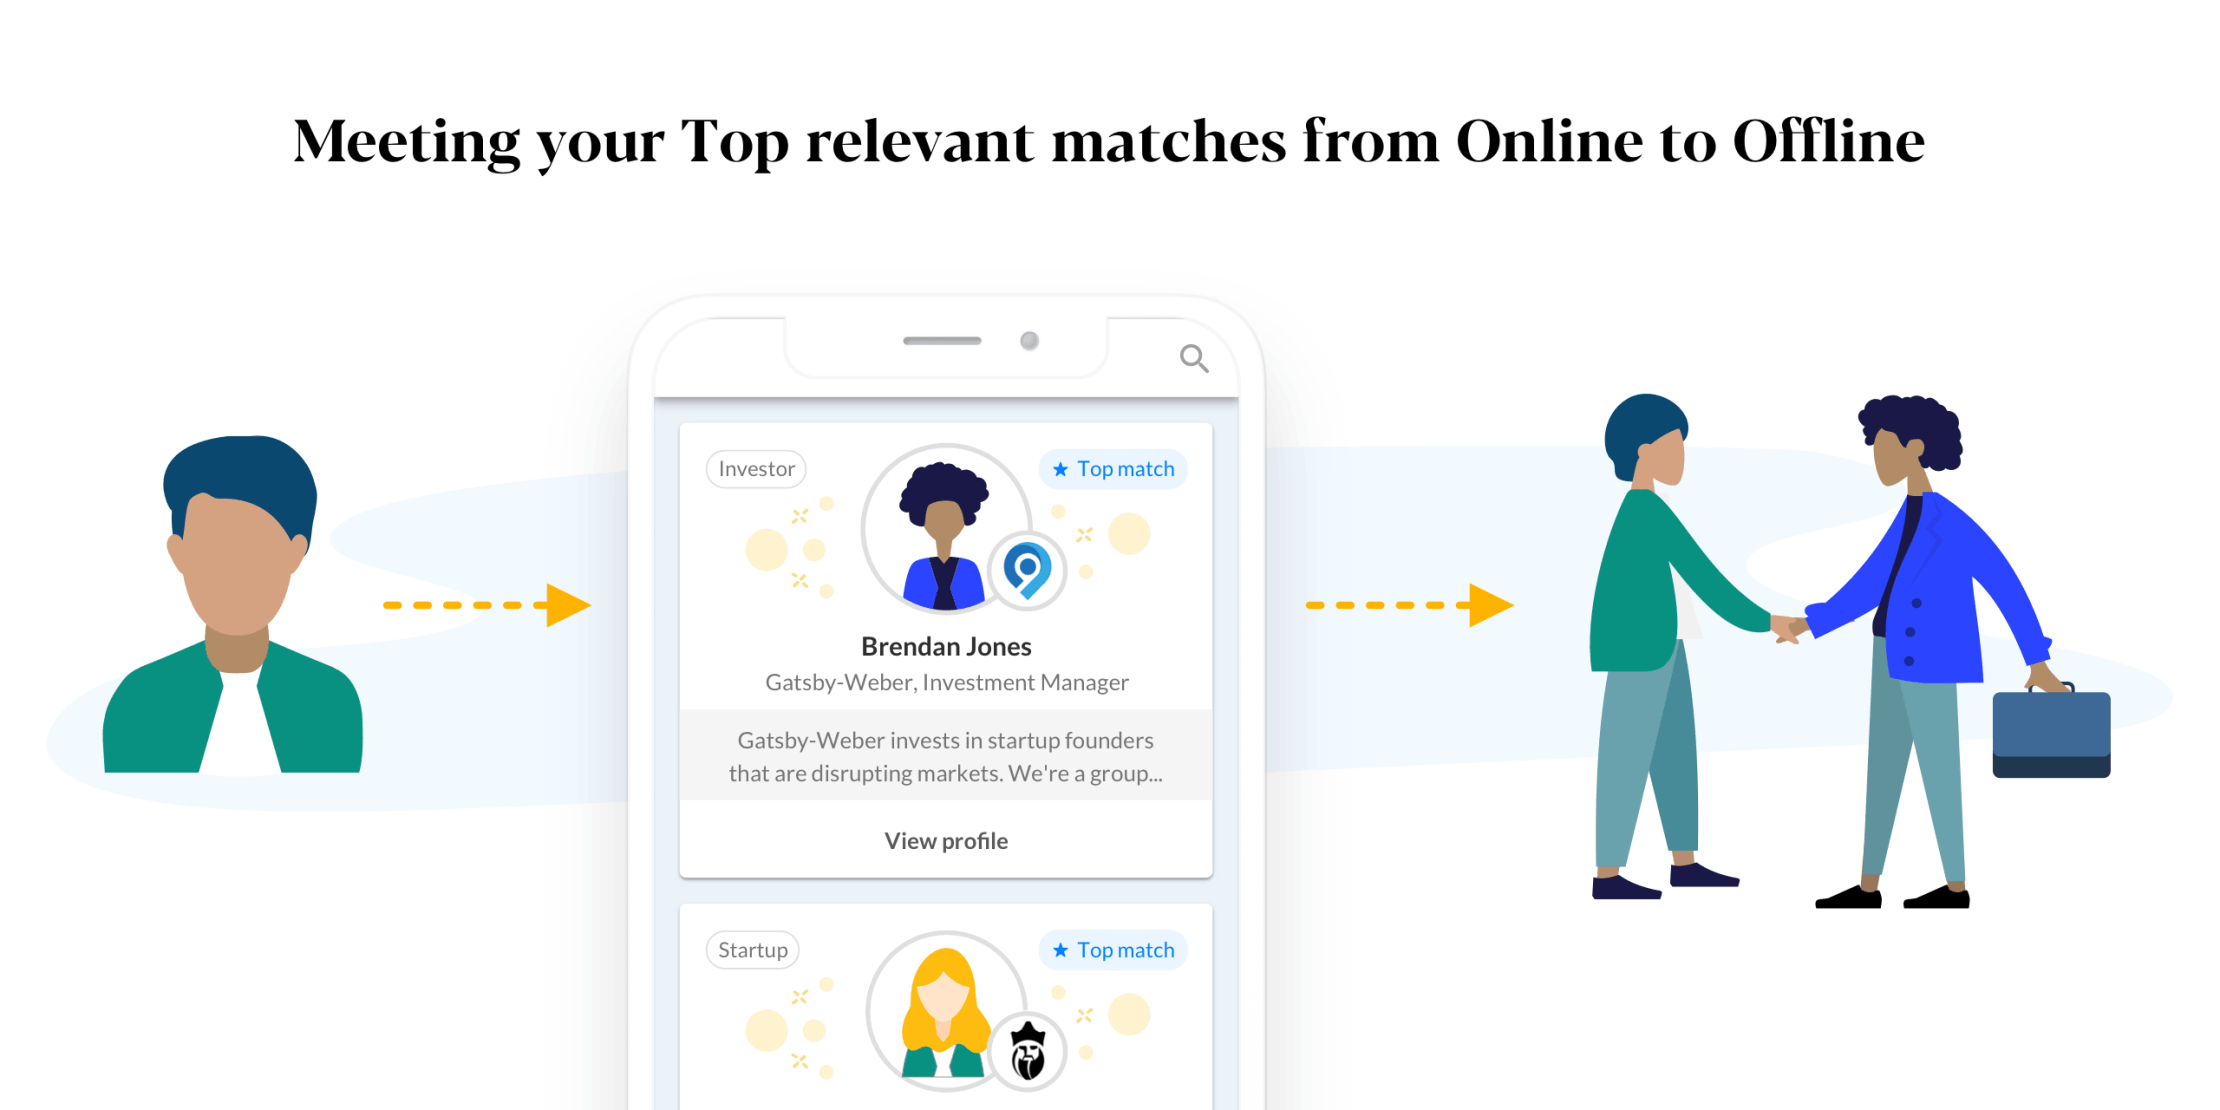 Meeting your Top relevant matches from Online to Offline
Investor
★ Top match
Brendan Jones
Gatsby-Weber, Investment Manager
Gatsby-Weber invests in startup founders
that are disrupting markets. We're a group...
View profile
Startup
★ Top match